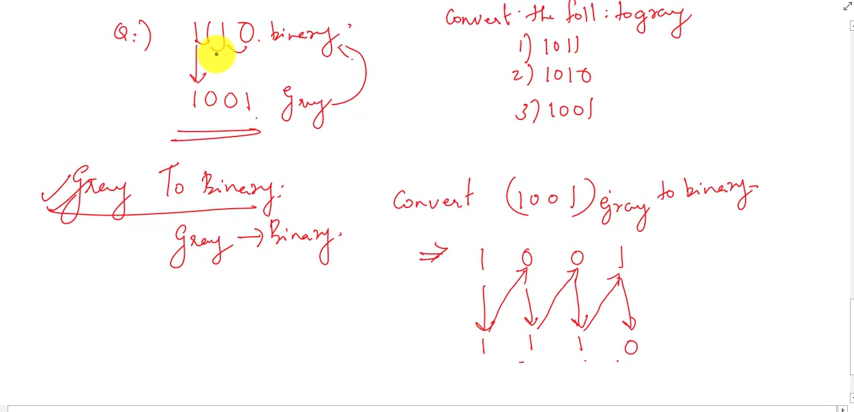 Q:) 1110. binary:
1001. Gray
Convert the foll: to gray
1) 1011
2) 1010
3) 1001
Gray To Binary:
Gray → Binary.
Convert (1001) gray to binary-
⇒ 1 0 0 1
1 1 1 0